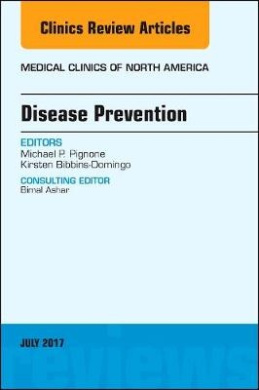 Clinics Review Articles
MEDICAL CLINICS OF NORTH AMERICA
Disease Prevention
EDITORS
Michael P. Pignone
Kirsten Bibbins-Domingo
CONSULTING EDITOR
Bimal Ashar
JULY 2017
reviews